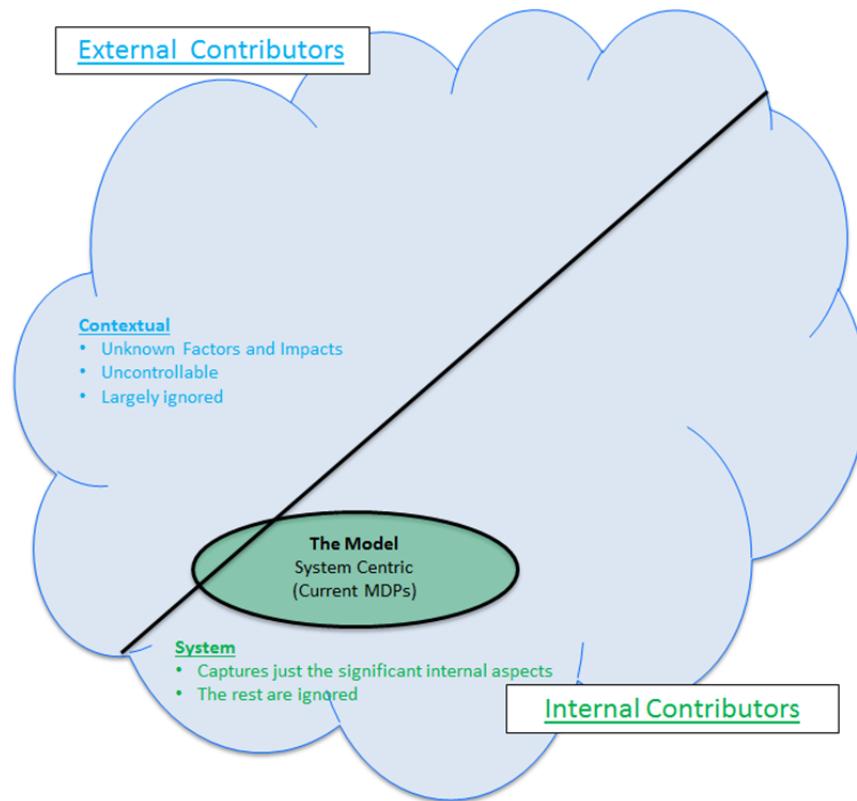 External Contributors
Contextual
• Unknown Factors and Impacts
• Uncontrollable
• Largely ignored
The Model
System Centric
(Current MDPs)
System
• Captures just the significant internal aspects
• The rest are ignored
Internal Contributors